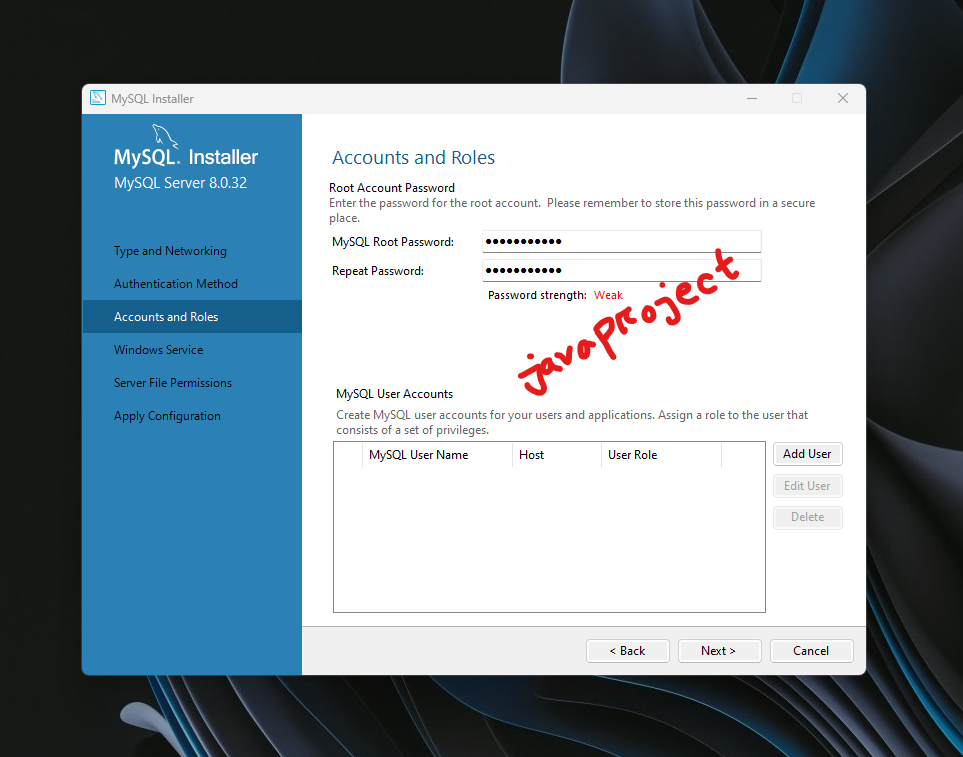 MySQL Installer
MySQL. Installer
MySQL Server 8.0.32
Type and Networking
Authentication Method
Accounts and Roles
Windows Service
Server File Permissions
Apply Configuration
Accounts and Roles
Root Account Password
Enter the password for the root account. Please remember to store this password in a secure
place.
MySQL Root Password: •••••••••••
Repeat Password: •••••••••••
Password strength: Weak
javaproject
MySQL User Accounts
Create MySQL user accounts for your users and applications. Assign a role to the user that
consists of a set of privileges.
MySQL User Name Host User Role
Add User
Edit User
Delete
< Back Next > Cancel